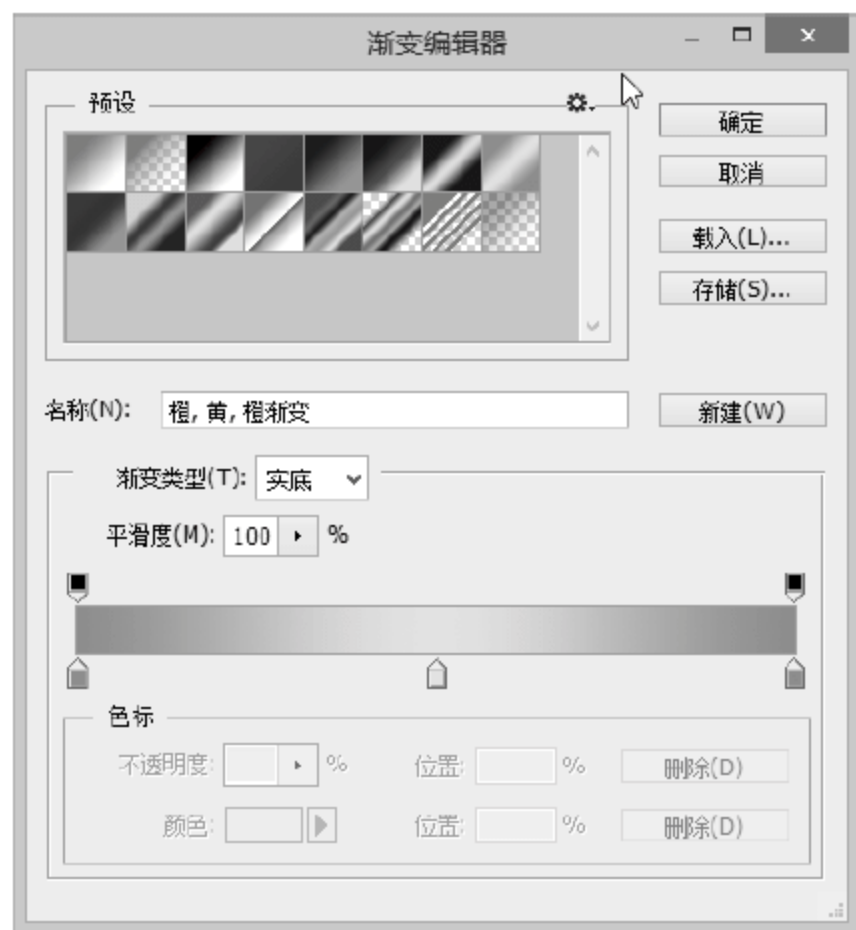 渐变编辑器
预设
确定
取消
载入(L)...
存储(S)...
名称(N): 橙, 黄, 橙渐变
新建(W)
渐变类型(T): 实底
平滑度(M): 100 %
色标
不透明度: % 位置: % 删除(D)
颜色: 位置: % 删除(D)